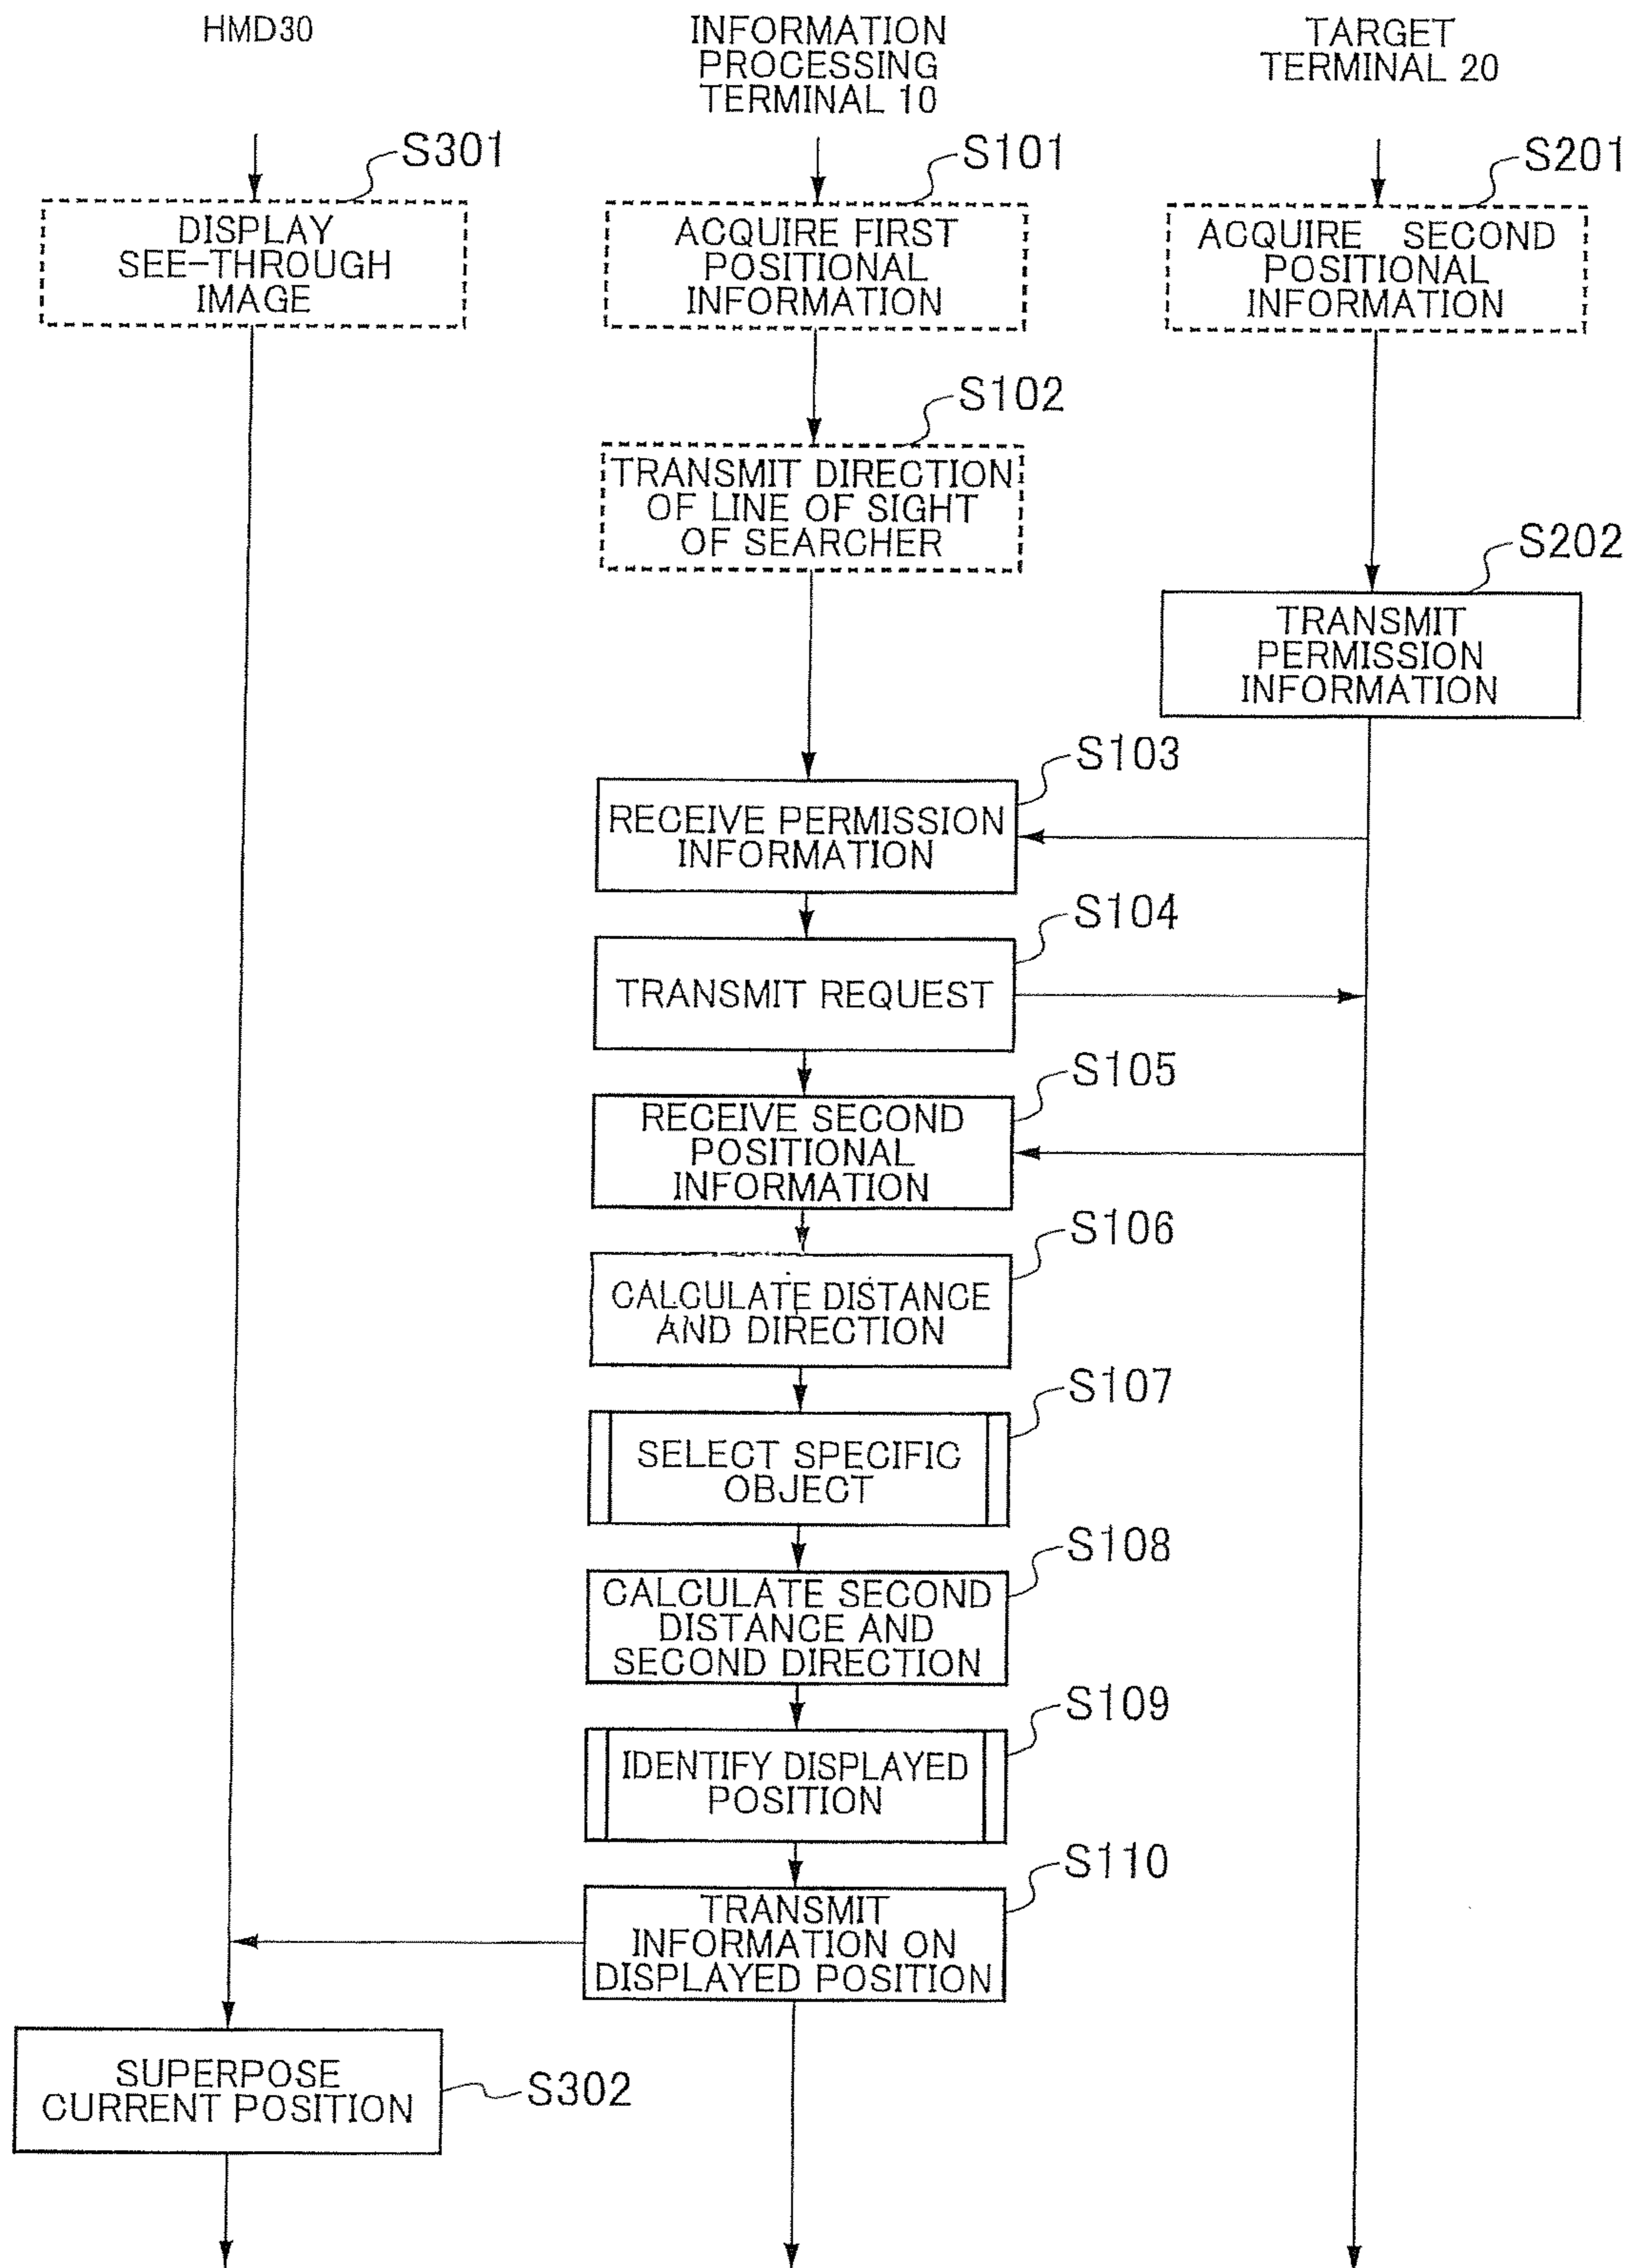 HMD30
INFORMATION
PROCESSING
TERMINAL 10
TARGET
TERMINAL 20
S301
DISPLAY
SEE-THROUGH
IMAGE
S101
ACQUIRE FIRST
POSITIONAL
INFORMATION
S201
ACQUIRE SECOND
POSITIONAL
INFORMATION
S102
TRANSMIT DIRECTION
OF LINE OF SIGHT
OF SEARCHER
S202
TRANSMIT
PERMISSION
INFORMATION
S103
RECEIVE PERMISSION
INFORMATION
S104
TRANSMIT REQUEST
S105
RECEIVE SECOND
POSITIONAL
INFORMATION
S106
CALCULATE DISTANCE
AND DIRECTION
S107
SELECT SPECIFIC
OBJECT
S108
CALCULATE SECOND
DISTANCE AND
SECOND DIRECTION
S109
IDENTIFY DISPLAYED
POSITION
S110
TRANSMIT
INFORMATION ON
DISPLAYED POSITION
SUPERPOSE
CURRENT POSITION
S302